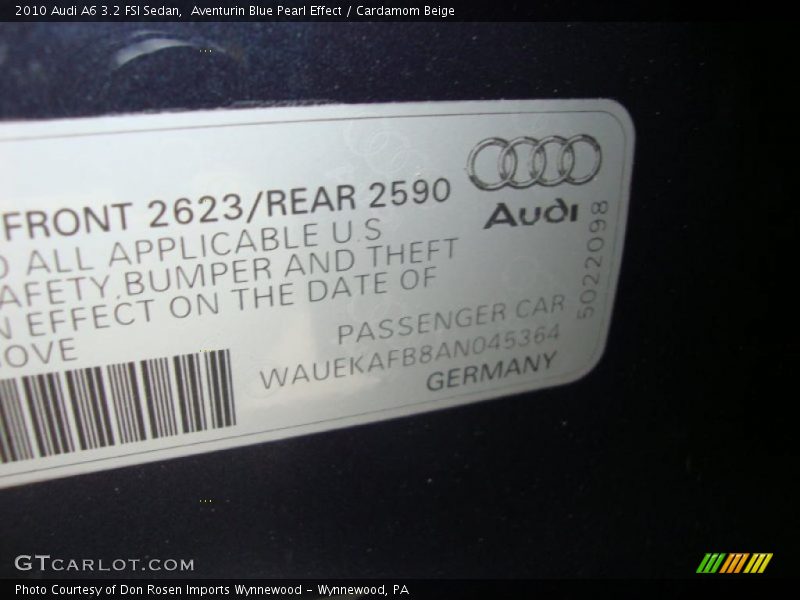 2010 Audi A6 3.2 FSI Sedan,  Aventurin Blue Pearl Effect / Cardamom Beige
FRONT 2623/REAR 2590
Audi
ALL APPLICABLE U.S
AFETY,BUMPER AND THEFT
N EFFECT ON THE DATE OF
OVE
5022098
PASSENGER CAR
WAUEKAFB8AN045364
GERMANY
GTCARLOT.COM
Photo Courtesy of Don Rosen Imports Wynnewood - Wynnewood, PA